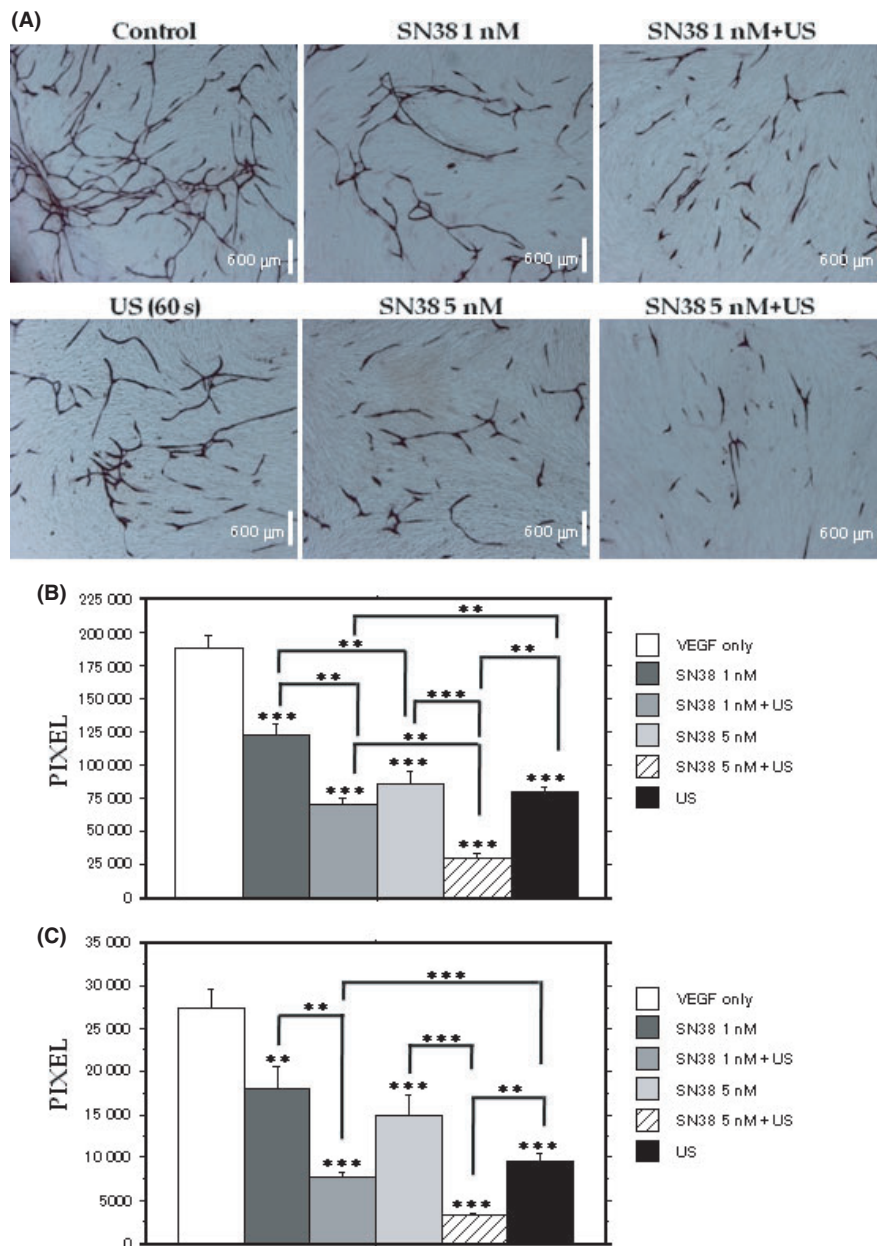 (A)
Control
SN38 1 nM
SN38 1 nM+US
600 µm
600 µm
600 µm
US (60 s)
SN38 5 nM
SN38 5 nM+US
600 µm
600 µm
600 µm
(B)
PIXEL
225 000
200 000
175 000
150 000
125 000
100 000
75 000
50 000
25 000
0
**
**
**
**
***
**
***
***
***
***
***
VEGF only
SN38 1 nM
SN38 1 nM + US
SN38 5 nM
SN38 5 nM + US
US
(C)
PIXEL
35 000
30 000
25 000
20 000
15 000
10 000
5000
0
***
**
***
**
**
***
***
***
***
VEGF only
SN38 1 nM
SN38 1 nM + US
SN38 5 nM
SN38 5 nM + US
US